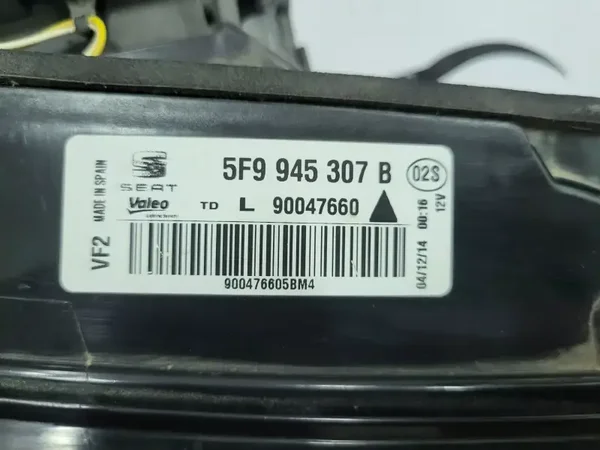 SEAT
5F9 945 307 B
02S
Valeo
TD L 90047660
900476605BM4
MADE IN SPAIN
VF2
04/12/14 00:16
12V